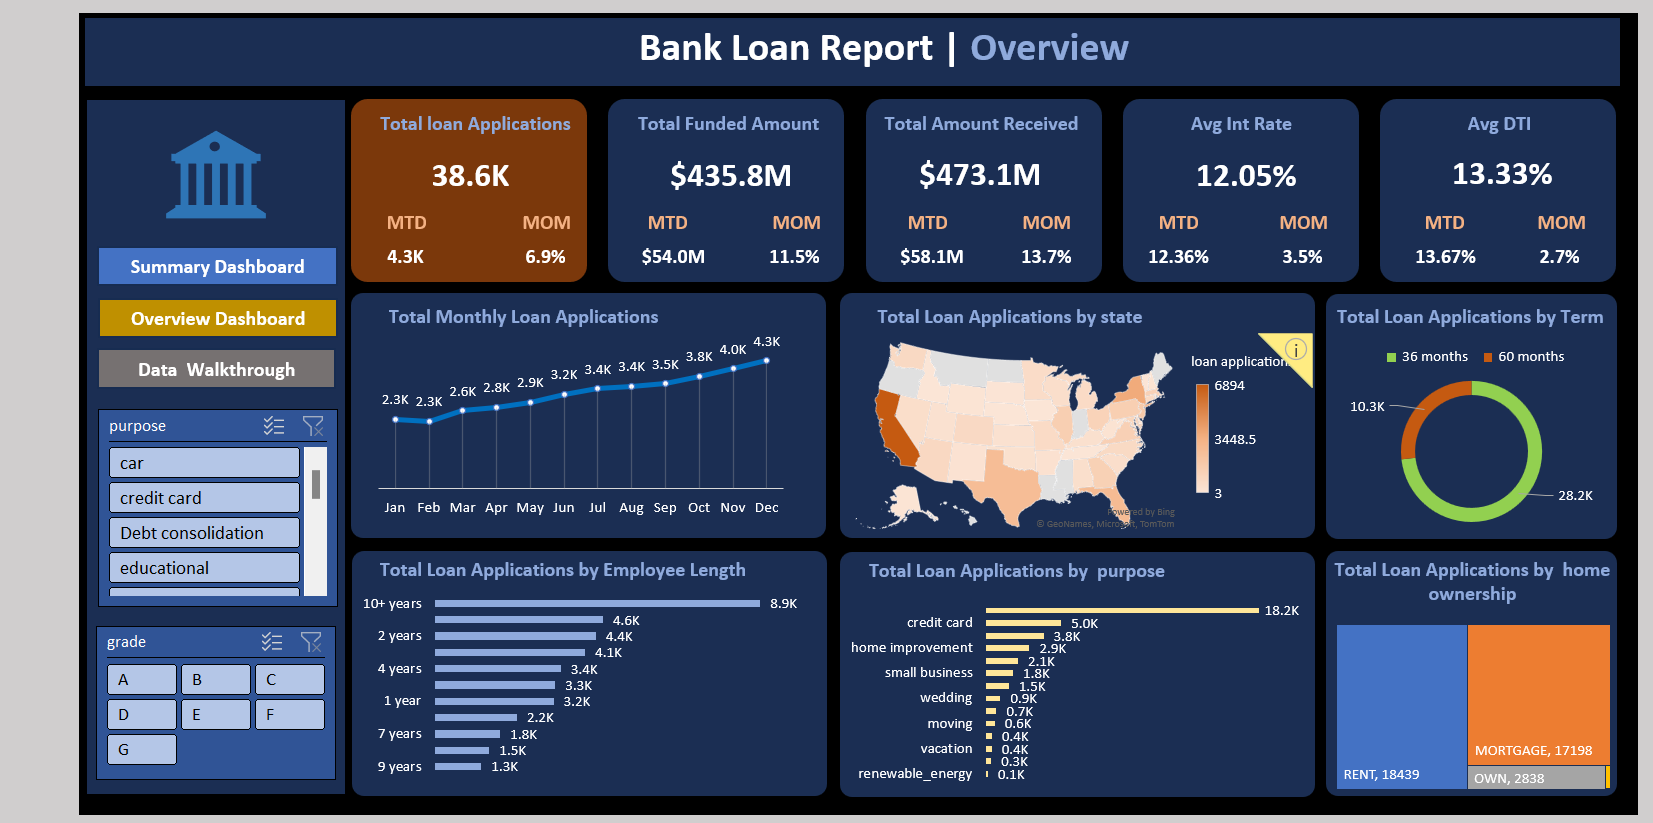 Bank Loan Report | Overview
Summary Dashboard
Overview Dashboard
Data Walkthrough
purpose
car
credit card
Debt consolidation
educational
grade
A B C
D E F
G
Total loan Applications
38.6K
MTD MOM
4.3K 6.9%
Total Funded Amount
$435.8M
MTD MOM
$54.0M 11.5%
Total Amount Received
$473.1M
MTD MOM
$58.1M 13.7%
Avg Int Rate
12.05%
MTD MOM
12.36% 3.5%
Avg DTI
13.33%
MTD MOM
13.67% 2.7%
Total Monthly Loan Applications
2.3K 2.3K 2.6K 2.8K 2.9K 3.2K 3.4K 3.4K 3.5K 3.8K 4.0K 4.3K
Jan Feb Mar Apr May Jun Jul Aug Sep Oct Nov Dec
Total Loan Applications by state
loan application
6894
3448.5
3
Powered by Bing
© GeoNames, Microsoft, TomTom
Total Loan Applications by Term
36 months 60 months
10.3K
28.2K
Total Loan Applications by Employee Length
10+ years 8.9K
4.6K
2 years 4.4K
4.1K
4 years 3.4K
3.3K
1 year 3.2K
2.2K
7 years 1.8K
1.5K
9 years 1.3K
Total Loan Applications by purpose
18.2K
credit card 5.0K
3.8K
home improvement 2.9K
2.1K
small business 1.8K
1.5K
wedding 0.9K
0.7K
moving 0.6K
0.4K
vacation 0.4K
0.3K
renewable_energy 0.1K
Total Loan Applications by home
ownership
RENT, 18439
MORTGAGE, 17198
OWN, 2838